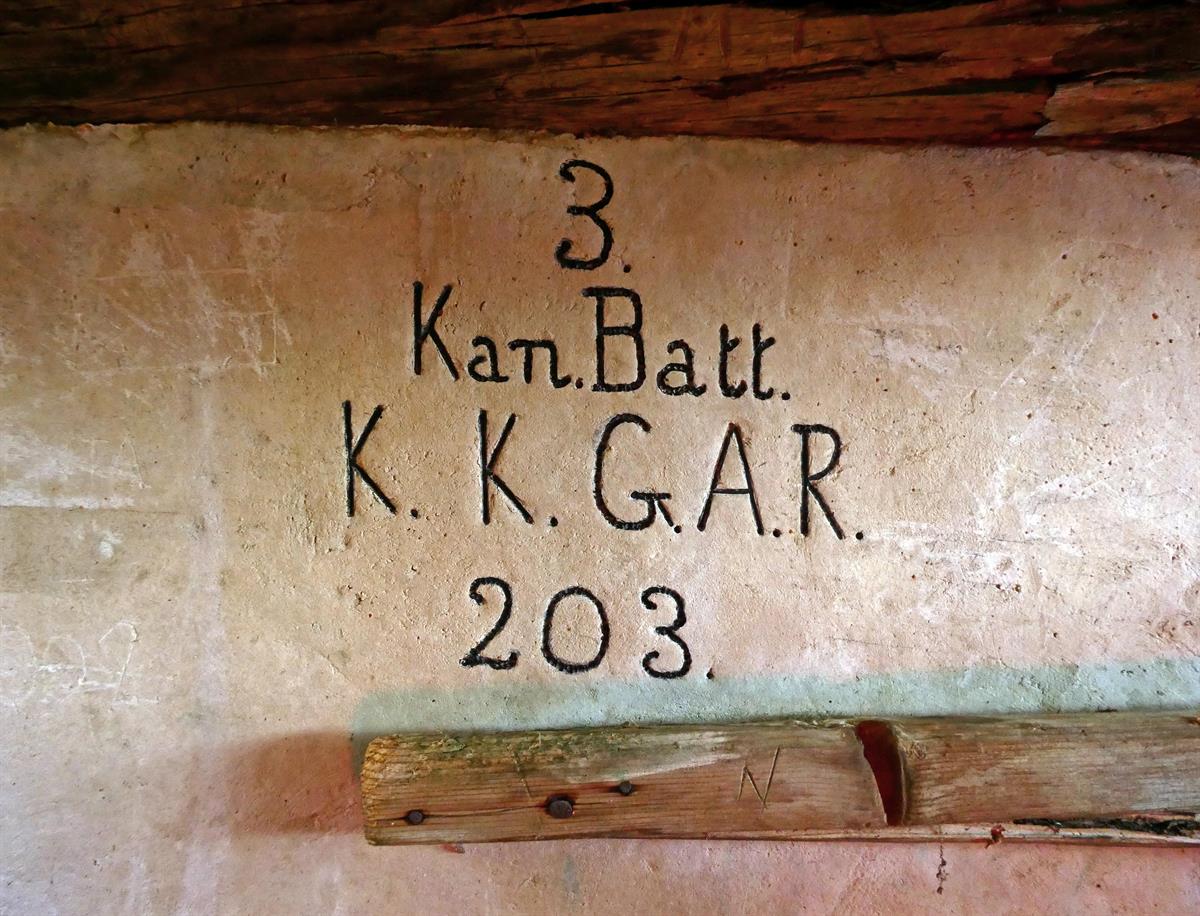 3.
Kan.Batt.
K. K. G.A.R.
203.
N